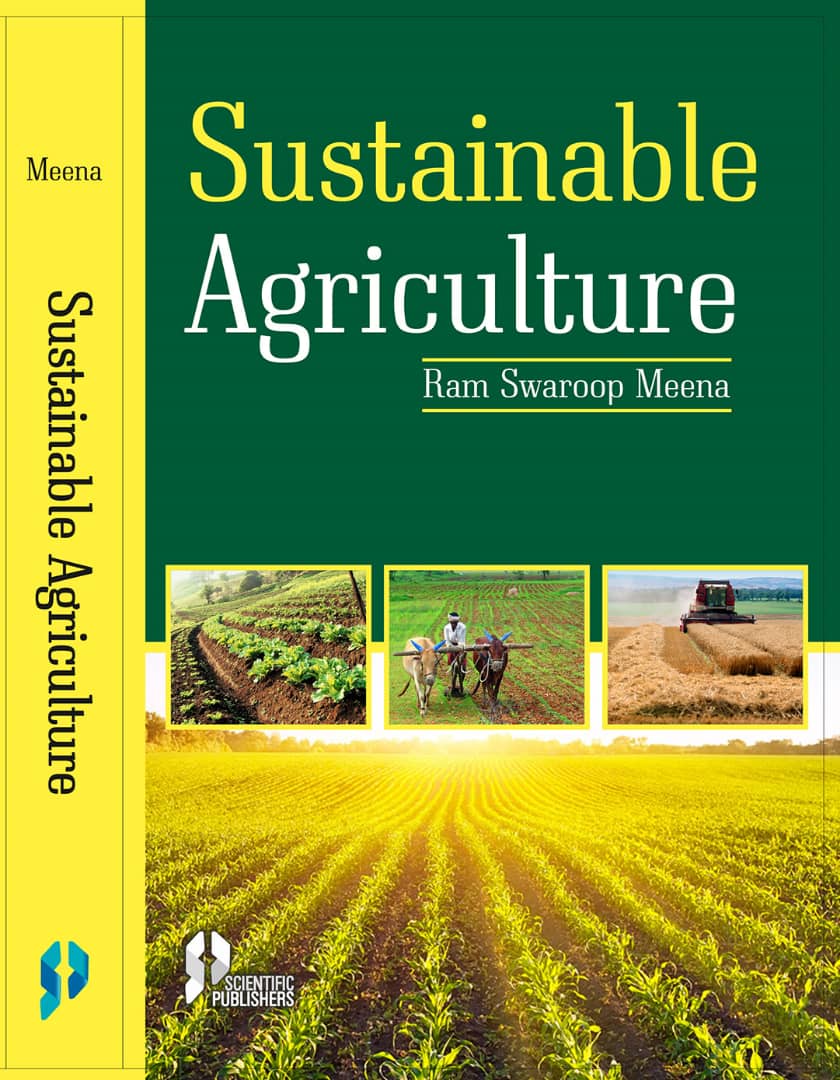 Meena
Sustainable Agriculture
Sustainable
Agriculture
Ram Swaroop Meena
SCIENTIFIC
PUBLISHERS